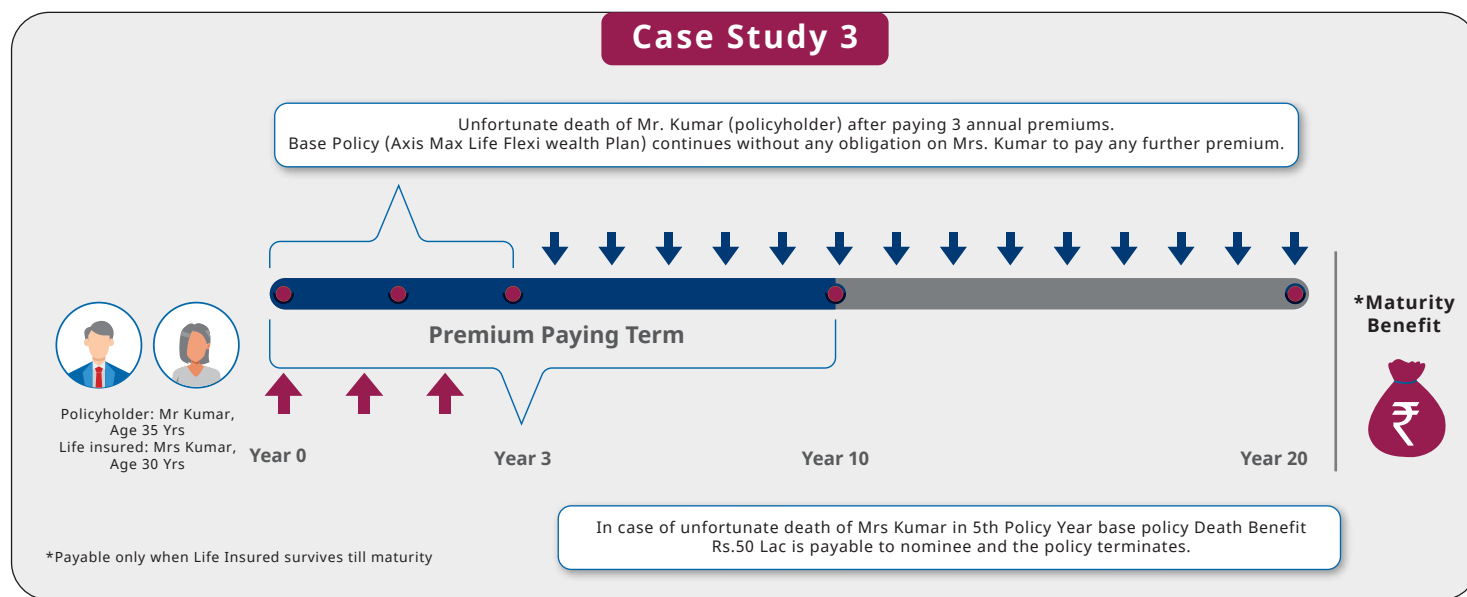 Case Study 3
Unfortunate death of Mr. Kumar (policyholder) after paying 3 annual premiums.
Base Policy (Axis Max Life Flexi wealth Plan) continues without any obligation on Mrs. Kumar to pay any further premium.
Premium Paying Term
*Maturity
Benefit
₹
Policyholder: Mr Kumar,
Age 35 Yrs
Life insured: Mrs Kumar,
Age 30 Yrs
Year 0
Year 3
Year 10
Year 20
In case of unfortunate death of Mrs Kumar in 5th Policy Year base policy Death Benefit
Rs.50 Lac is payable to nominee and the policy terminates.
*Payable only when Life Insured survives till maturity